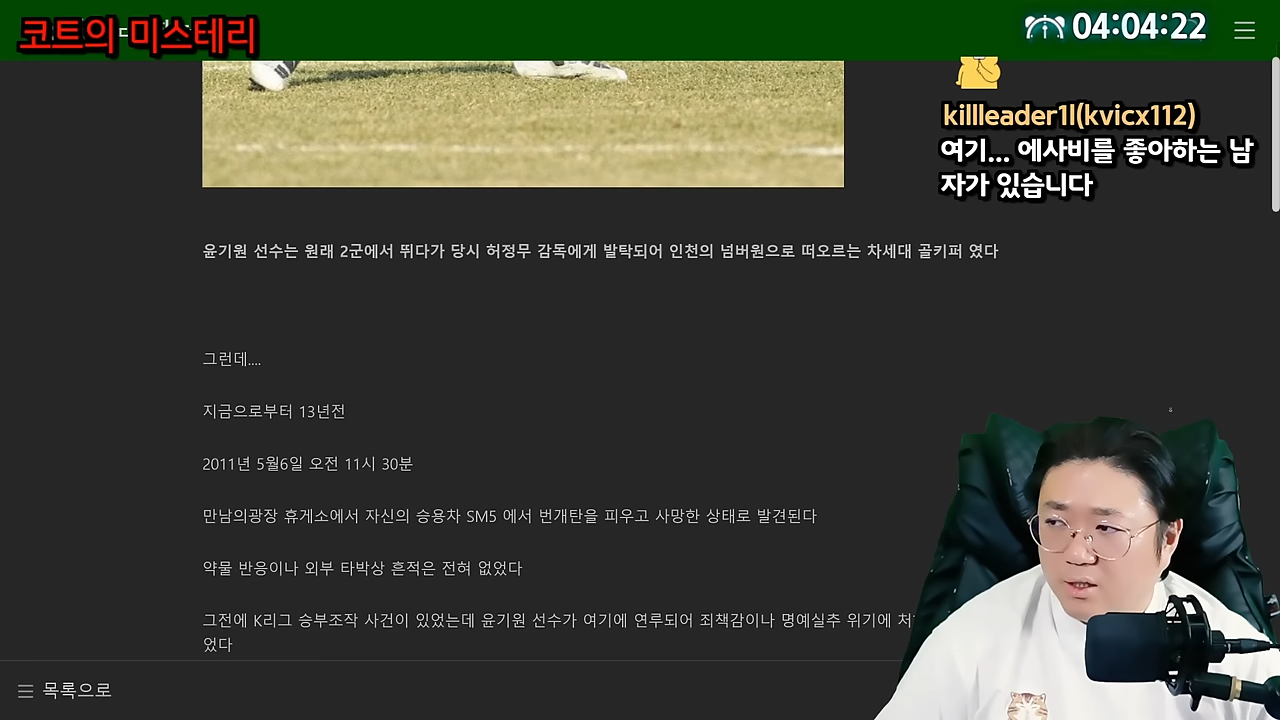 코트의 미스테리
04:04:22
killleader1l(kvicx112)
여기... 에사비를 좋아하는 남
자가 있습니다
윤기원 선수는 원래 2군에서 뛰다가 당시 허정무 감독에게 발탁되어 인천의 넘버원으로 떠오르는 차세대 골키퍼 였다
그런데....
지금으로부터 13년전
2011년 5월6일 오전 11시 30분
만남의광장 휴게소에서 자신의 승용차 SM5 에서 번개탄을 피우고 사망한 상태로 발견된다
약물 반응이나 외부 타박상 흔적은 전혀 없었다
그전에 K리그 승부조작 사건이 있었는데 윤기원 선수가 여기에 연루되어 죄책감이나 명예실추 위기에 처
었다
목록으로